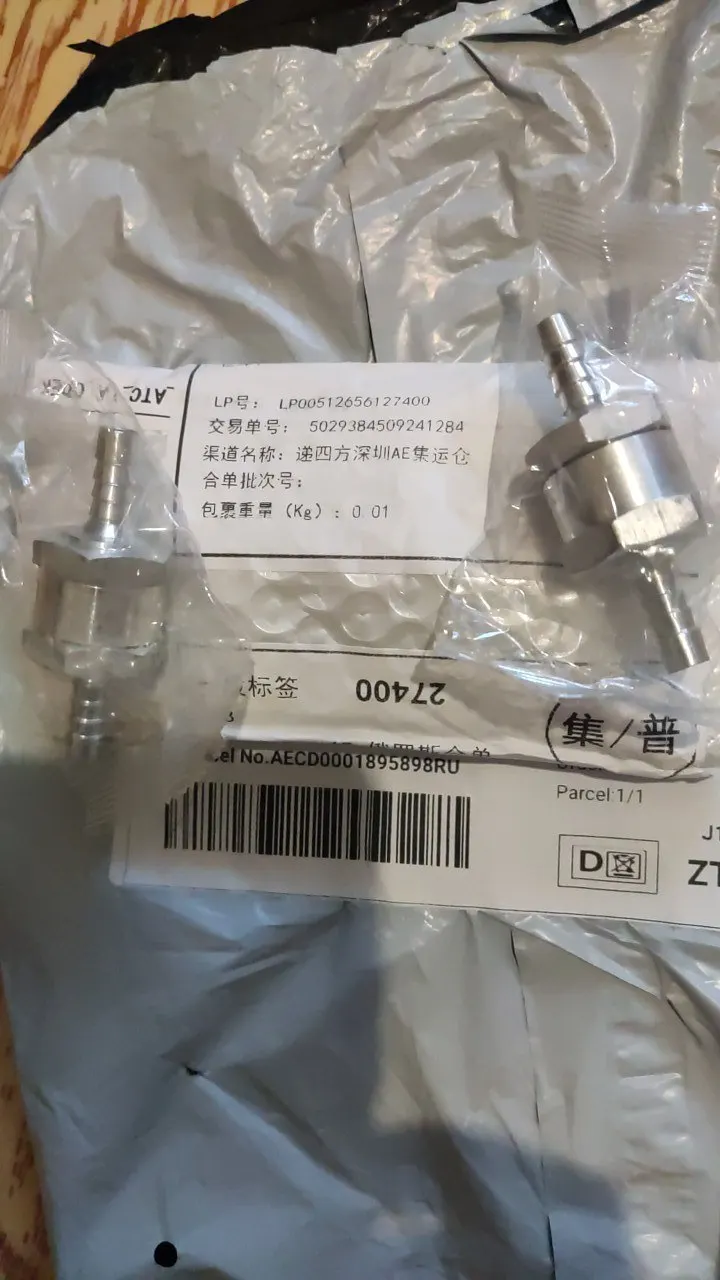 LP号: LP00512656127400
交易单号: 5029384509241284
渠道名称: 递四方深圳AE集运仓
合单批次号:
包裹重量 (Kg) : 0.01
标签 27400
集/普
No.AECD0001895898RU
Parcel:1/1
D